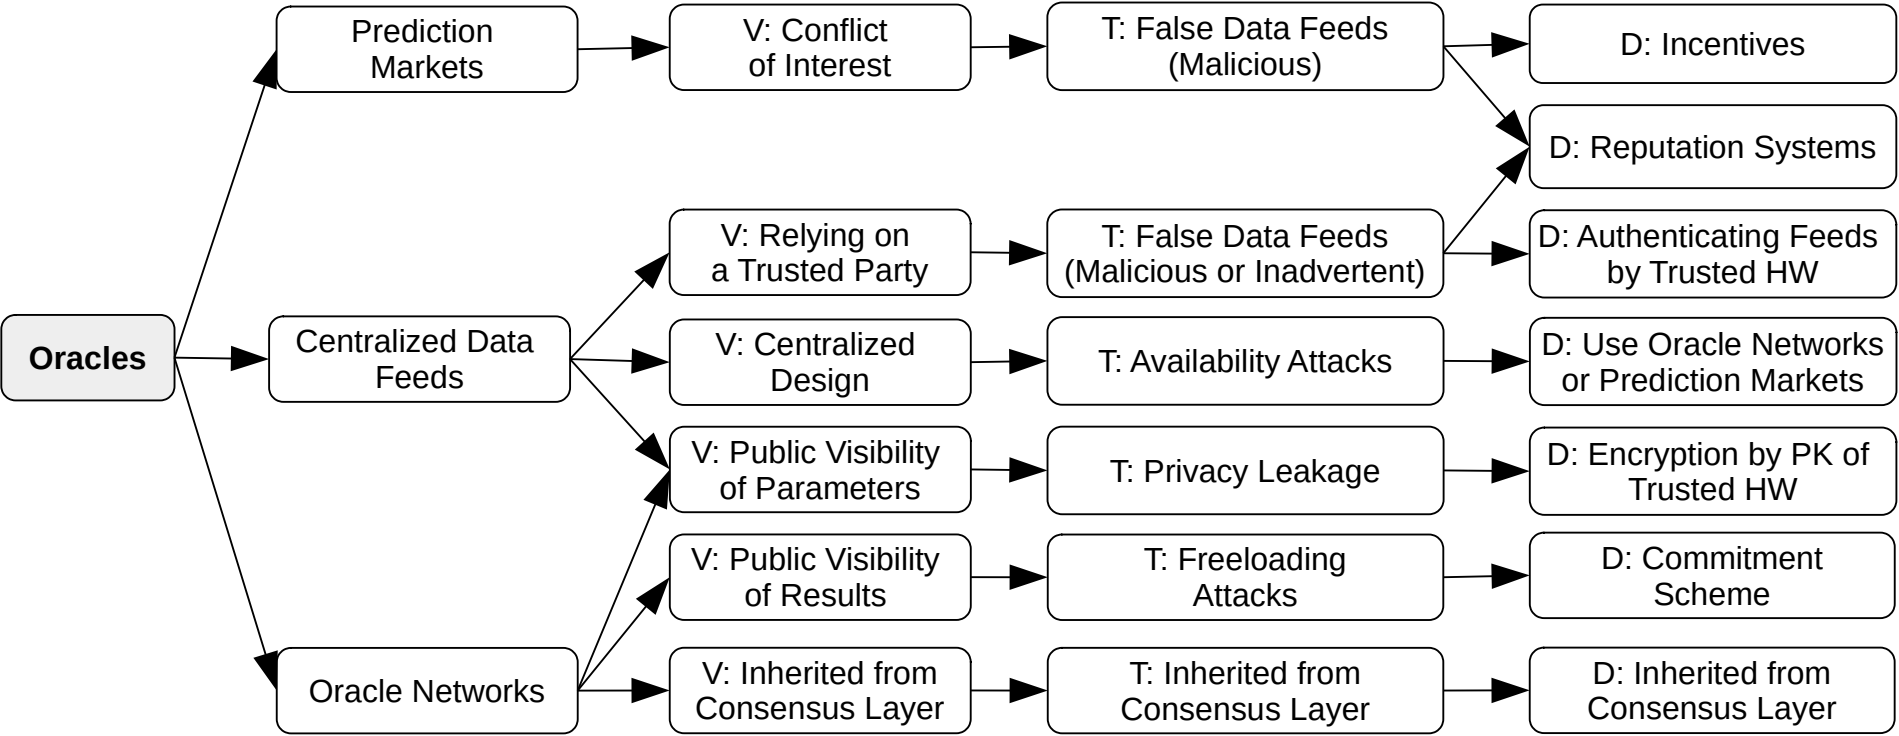 Prediction
Markets
V: Conflict
of Interest
T: False Data Feeds
(Malicious)
D: Incentives
D: Reputation Systems
V: Relying on
a Trusted Party
T: False Data Feeds
(Malicious or Inadvertent)
D: Authenticating Feeds
by Trusted HW
Oracles
Centralized Data
Feeds
V: Centralized
Design
T: Availability Attacks
D: Use Oracle Networks
or Prediction Markets
V: Public Visibility
of Parameters
T: Privacy Leakage
D: Encryption by PK of
Trusted HW
V: Public Visibility
of Results
T: Freeloading
Attacks
D: Commitment
Scheme
Oracle Networks
V: Inherited from
Consensus Layer
T: Inherited from
Consensus Layer
D: Inherited from
Consensus Layer